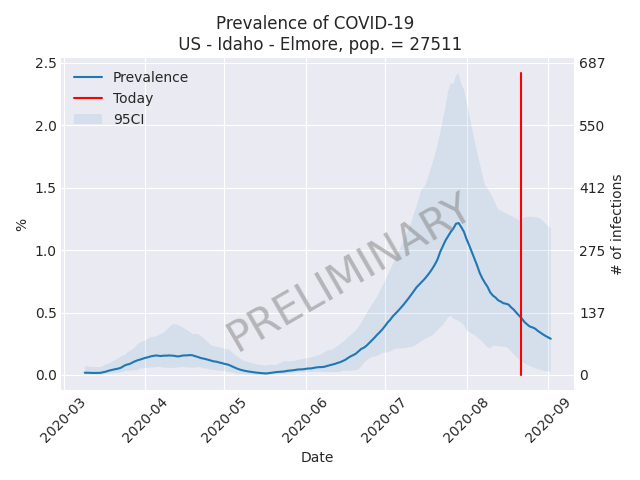 Prevalence of COVID-19
US - Idaho - Elmore, pop. = 27511
2.5
2.0
1.5
1.0
0.5
0.0
%
687
550
412
275
137
0
# of infections
Prevalence
Today
95CI
PRELIMINARY
2020-03
2020-04
2020-05
2020-06
2020-07
2020-08
2020-09
Date